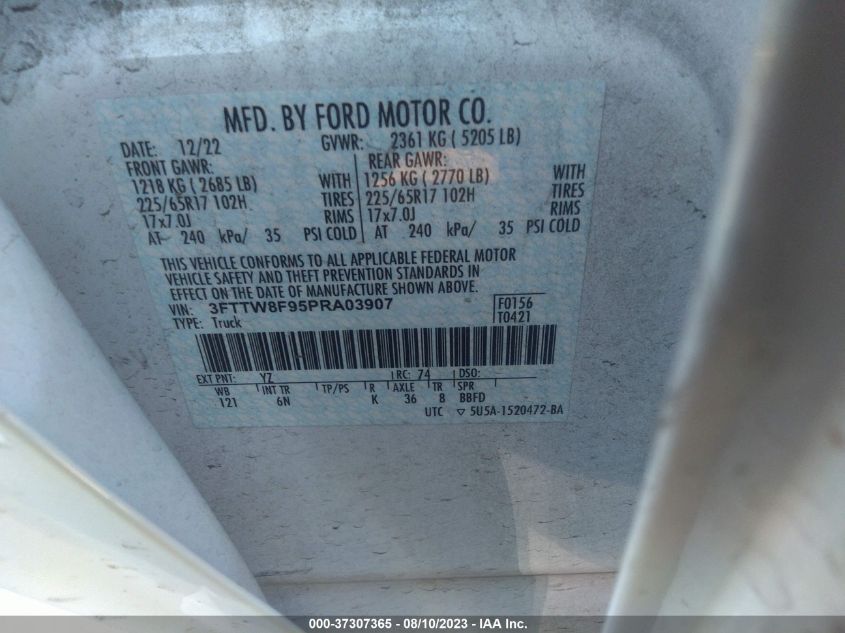 MFD. BY FORD MOTOR CO.
DATE: 12/22 GVWR: 2361 KG ( 5205 LB)
FRONT GAWR: REAR GAWR:
1218 KG ( 2685 LB) WITH 1256 KG ( 2770 LB) WITH
225/65R17 102H TIRES 225/65R17 102H TIRES
17x7.0J RIMS 17x7.0J RIMS
AT 240 kPa/ 35 PSI COLD AT 240 kPa/ 35 PSI COLD
THIS VEHICLE CONFORMS TO ALL APPLICABLE FEDERAL MOTOR
VEHICLE SAFETY AND THEFT PREVENTION STANDARDS IN
EFFECT ON THE DATE OF MANUFACTURE SHOWN ABOVE.
VIN: 3FTTW8F95PRA03907 F0156
TYPE: Truck T0421
EXT PNT: YZ RC: 74 DSO:
WB INT TR TP/PS R AXLE TR SPR
121 6N K 36 8 BBFD
UTC ▽ 5U5A-1520472-BA
000-37307365 - 08/10/2023 - IAA Inc.